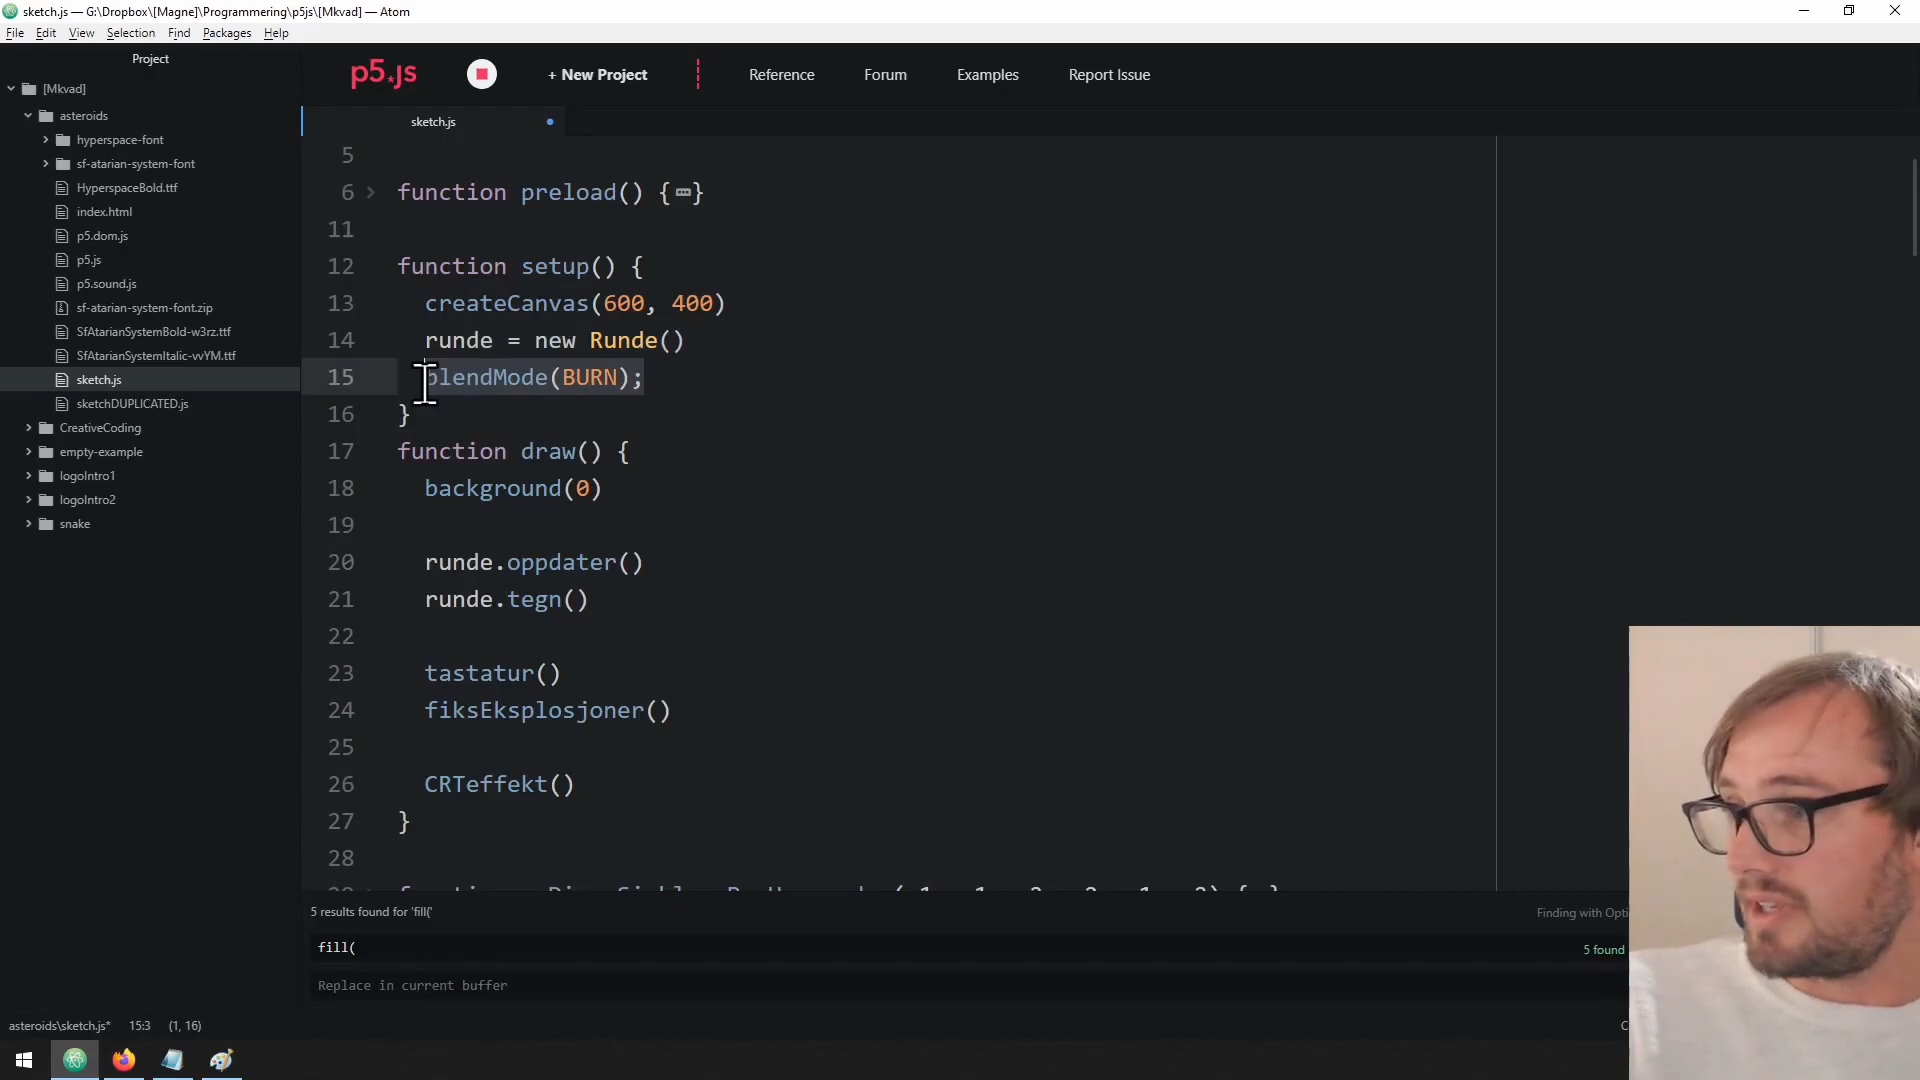 sketch.js — G:\Dropbox\[Magne]\Programmering\p5js\[Mkvad] — Atom
File Edit View Selection Find Packages Help
Project
[Mkvad]
asteroids
hyperspace-font
sf-atarian-system-font
HyperspaceBold.ttf
index.html
p5.dom.js
p5.js
p5.sound.js
sf-atarian-system-font.zip
SfAtarianSystemBold-w3rz.ttf
SfAtarianSystemItalic-vvYM.ttf
sketch.js
sketchDUPLICATED.js
CreativeCoding
empty-example
logoIntro1
logoIntro2
snake
p5*js + New Project Reference Forum Examples Report Issue
sketch.js
5
6 function preload() {}
11
12 function setup() {
13 createCanvas(600, 400)
14 runde = new Runde()
15 blendMode(BURN);
16 }
17 function draw() {
18 background(0)
19
20 runde.oppdater()
21 runde.tegn()
22
23 tastatur()
24 fiksEksplosjoner()
25
26 CRTeffekt()
27 }
28
5 results found for 'fill(' Finding with
fill( 5 found
Replace in current buffer
asteroids\sketch.js* 15:3 (1, 16)